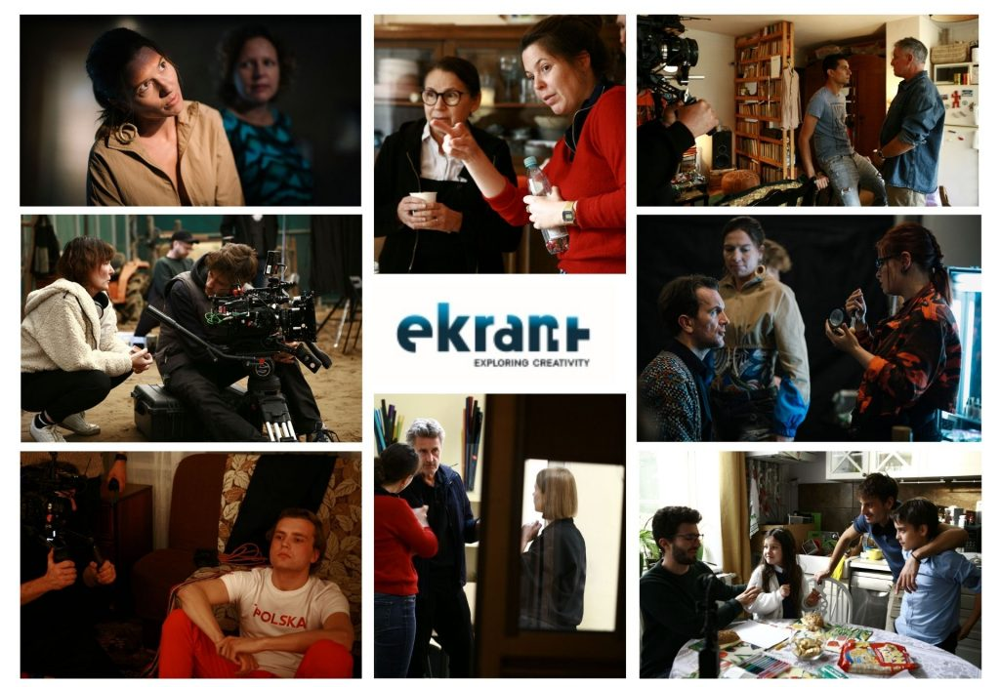 ekran+
EXPLORING CREATIVITY
POLSKA